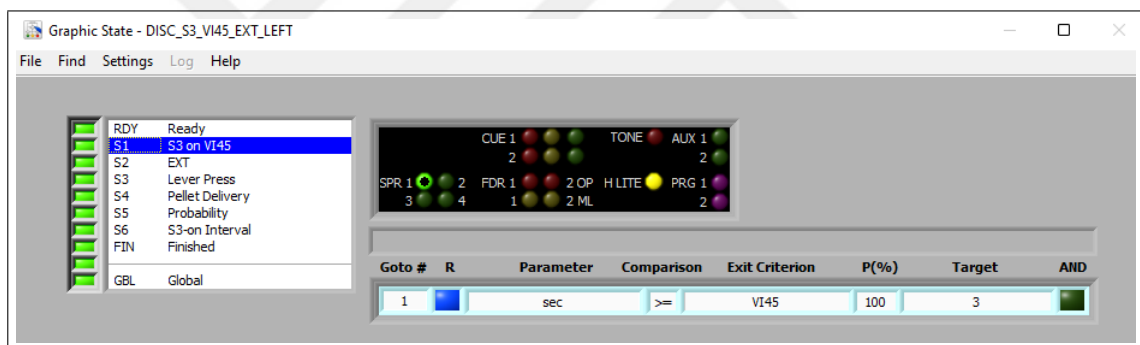 Graphic State - DISC_S3_VI45_EXT_LEFT
File Find Settings Log Help
RDY Ready
S1 S3 on VI45
S2 EXT
S3 Lever Press
S4 Pellet Delivery
S5 Probability
S6 S3-on Interval
FIN Finished
GBL Global
CUE 1 TONE AUX 1
2 2
SPR 1 2 FDR 1 2 OP H LITE PRG 1
3 4 1 2 ML 2
Goto # R Parameter Comparison Exit Criterion P(%) Target AND
1 sec >= VI45 100 3